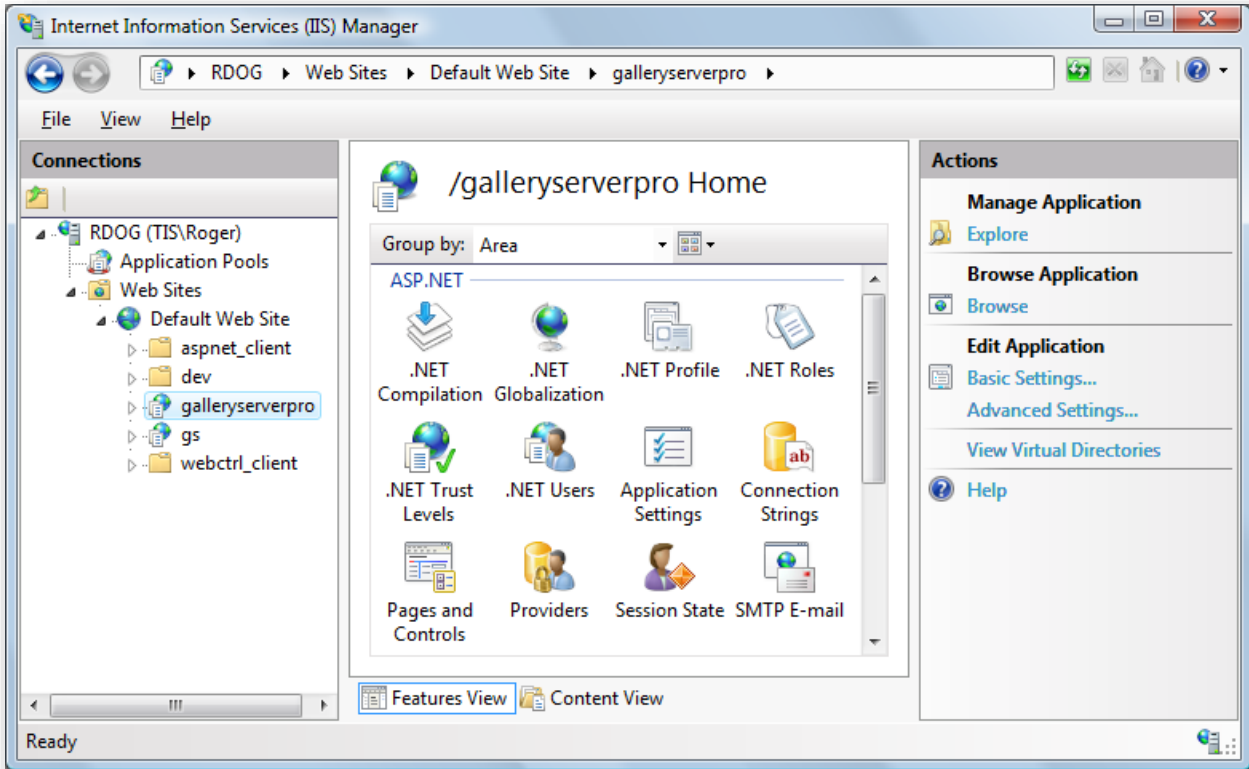 Internet Information Services (IIS) Manager
RDOG Web Sites Default Web Site galleryserverpro
File View Help
Connections
RDOG (TIS\Roger)
Application Pools
Web Sites
Default Web Site
aspnet_client
dev
galleryserverpro
gs
webctrl_client
/galleryserverpro Home
Group by: Area
ASP.NET
.NET
Compilation
.NET
Globalization
.NET Profile
.NET Roles
.NET Trust
Levels
.NET Users
Application
Settings
ab
Connection
Strings
Pages and
Controls
Providers
Session State
SMTP E-mail
Features View
Content View
Actions
Manage Application
Explore
Browse Application
Browse
Edit Application
Basic Settings...
Advanced Settings...
View Virtual Directories
Help
Ready